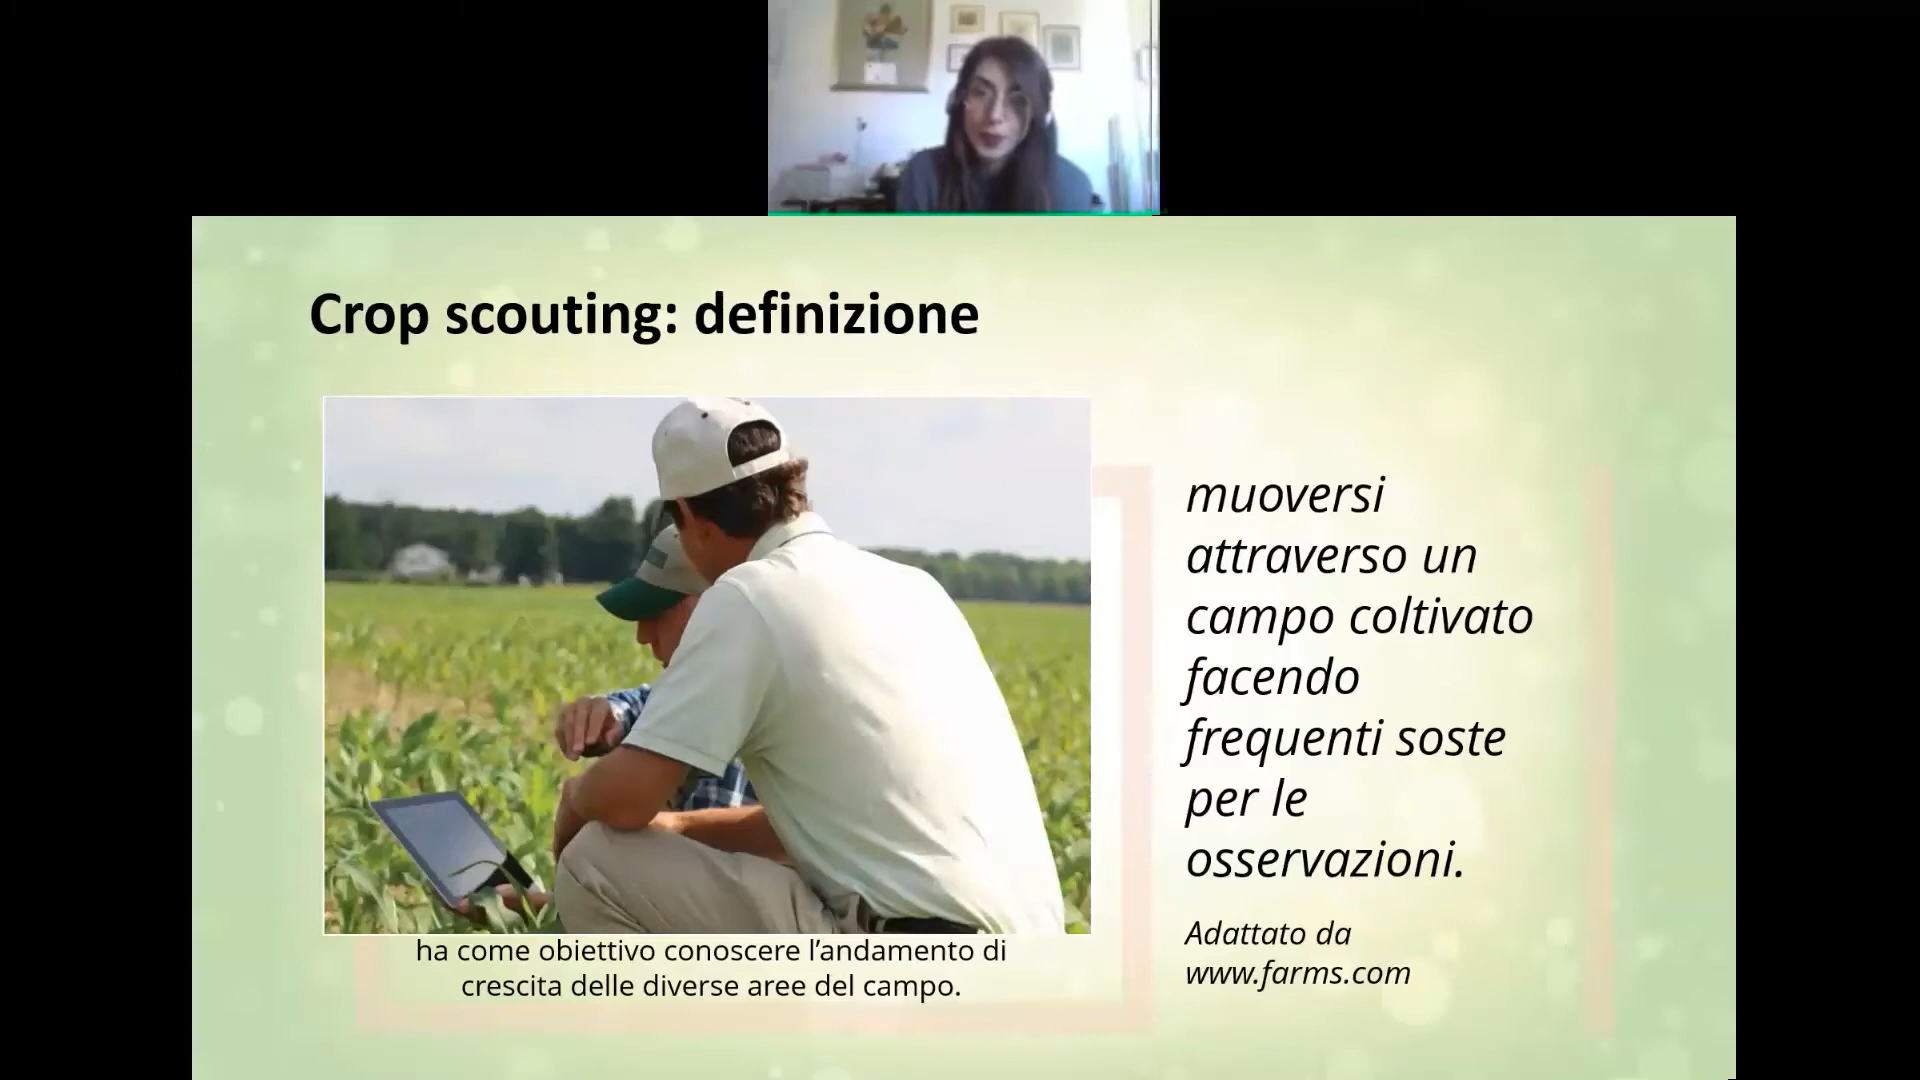 Crop scouting: definizione
muoversi
attraverso un
campo coltivato
facendo
frequenti soste
per le
osservazioni.
Adattato da
www.farms.com
ha come obiettivo conoscere l’andamento di
crescita delle diverse aree del campo.